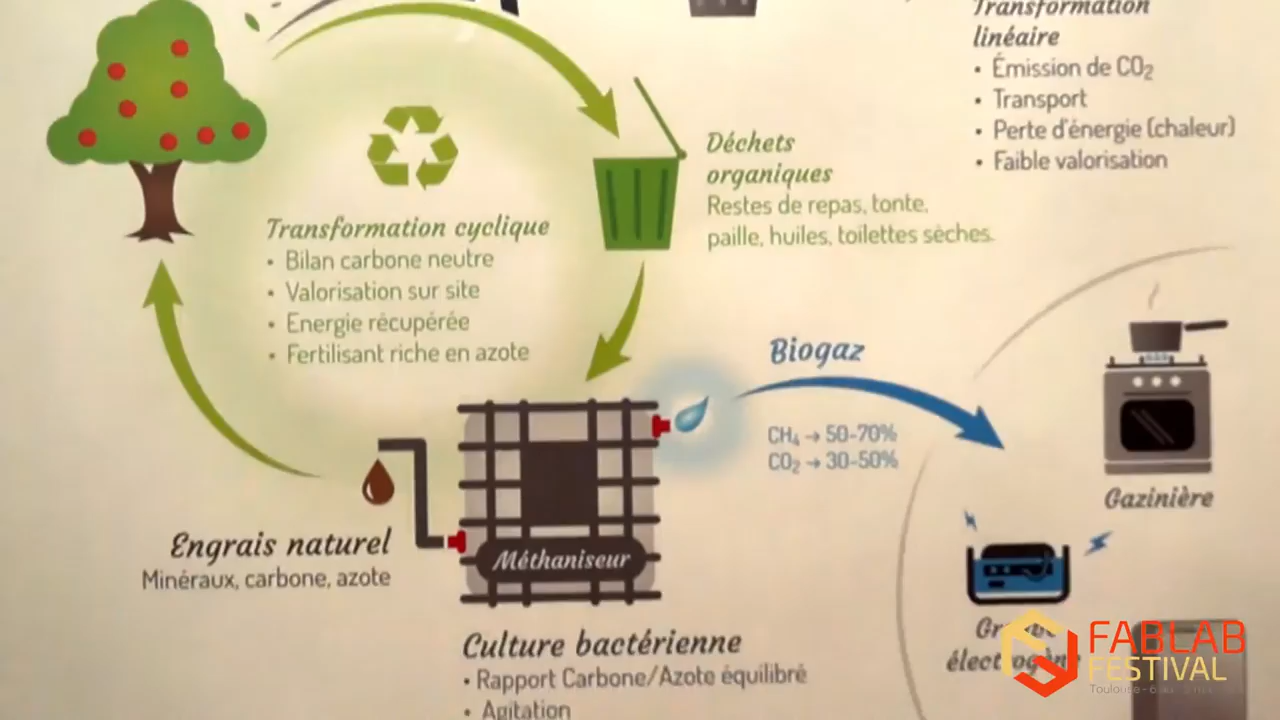 Transformation
linéaire
• Émission de CO₂
• Transport
• Perte d'énergie (chaleur)
• Faible valorisation
Déchets
organiques
Restes de repas, tonte,
paille, huiles, toilettes sèches.
Transformation cyclique
• Bilan carbone neutre
• Valorisation sur site
• Energie récupérée
• Fertilisant riche en azote
Biogaz
CH₄ → 50-70%
CO₂ → 30-50%
Gazinière
Engrais naturel
Minéraux, carbone, azote
Méthaniseur
Culture bactérienne
• Rapport Carbone/Azote équilibré
• Agitation
électrogène
FABLAB
FESTIVAL